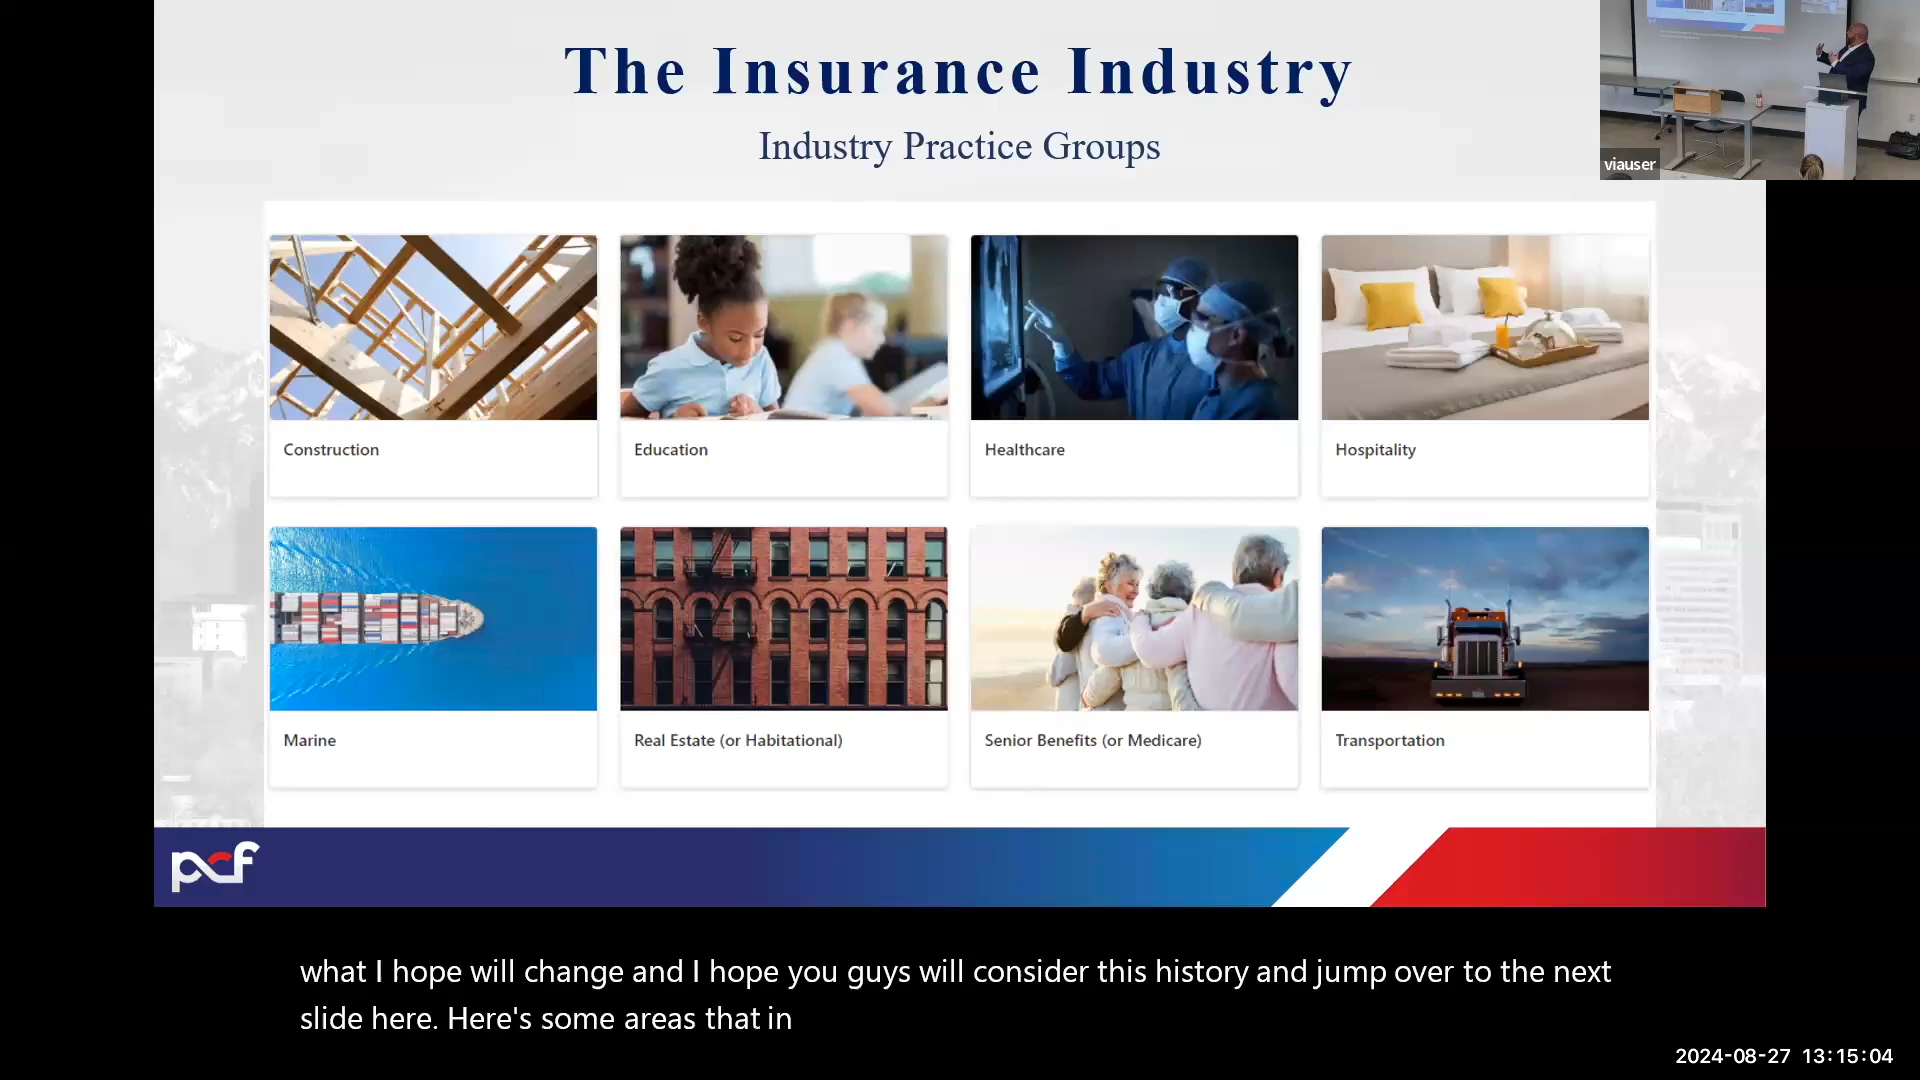 The Insurance Industry
Industry Practice Groups
viauser
Construction
Education
Healthcare
Hospitality
Marine
Real Estate (or Habitational)
Senior Benefits (or Medicare)
Transportation
pcf
what I hope will change and I hope you guys will consider this history and jump over to the next
slide here. Here's some areas that in
2024-08-27 13:15:04